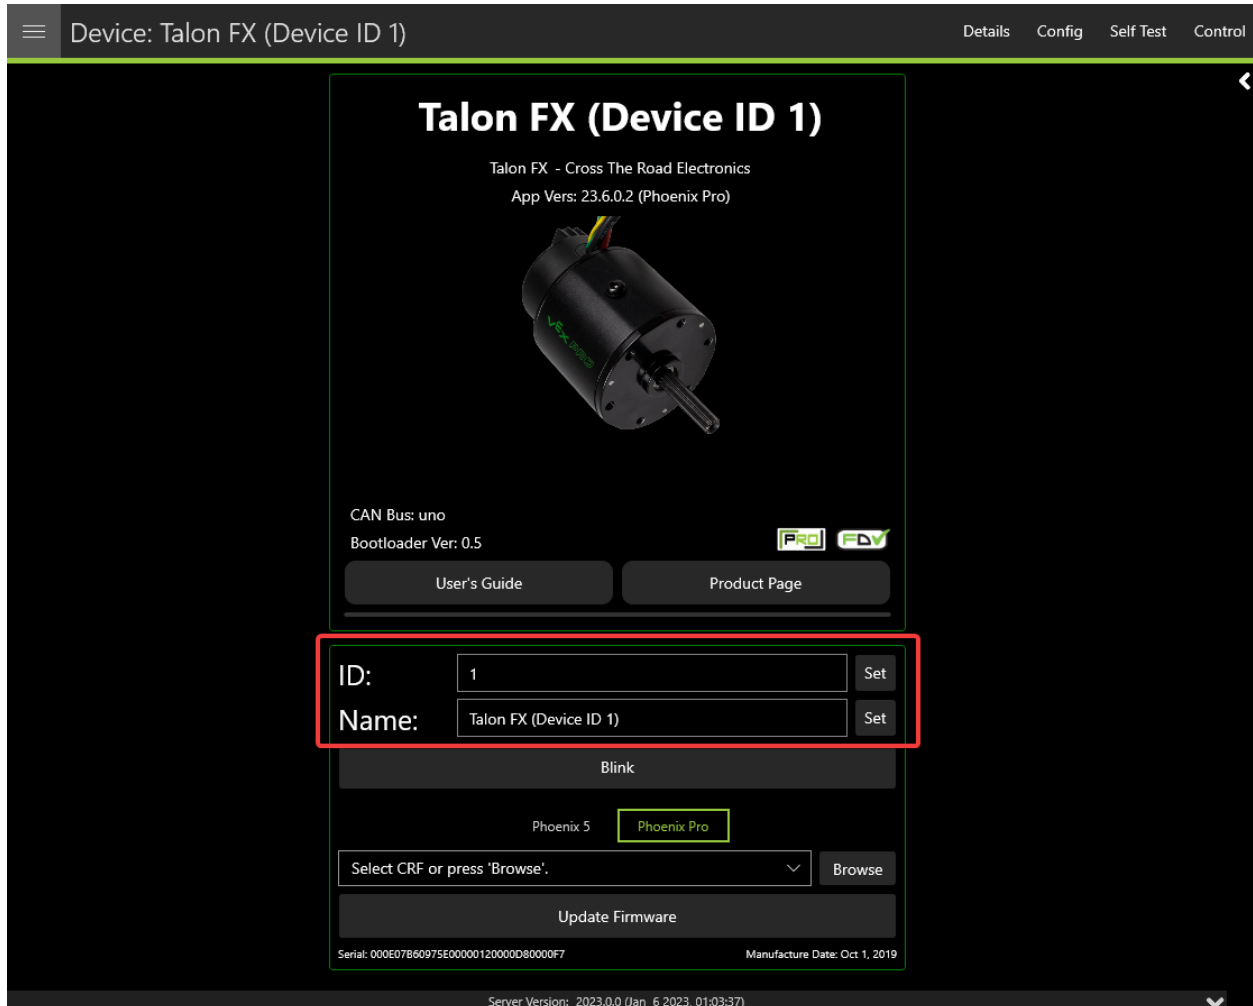 Device: Talon FX (Device ID 1) Details Config Self Test Control
Talon FX (Device ID 1)
Talon FX - Cross The Road Electronics
App Vers: 23.6.0.2 (Phoenix Pro)
VEX PRO
CAN Bus: uno
Bootloader Ver: 0.5
PRO FDV
User's Guide Product Page
ID: 1 Set
Name: Talon FX (Device ID 1) Set
Blink
Phoenix 5 Phoenix Pro
Select CRF or press 'Browse'. Browse
Update Firmware
Serial: 000E07B60975E00000120000D80000F7 Manufacture Date: Oct 1, 2019
Server Version: 2023.0.0 (Jan 6 2023, 01:03:37)